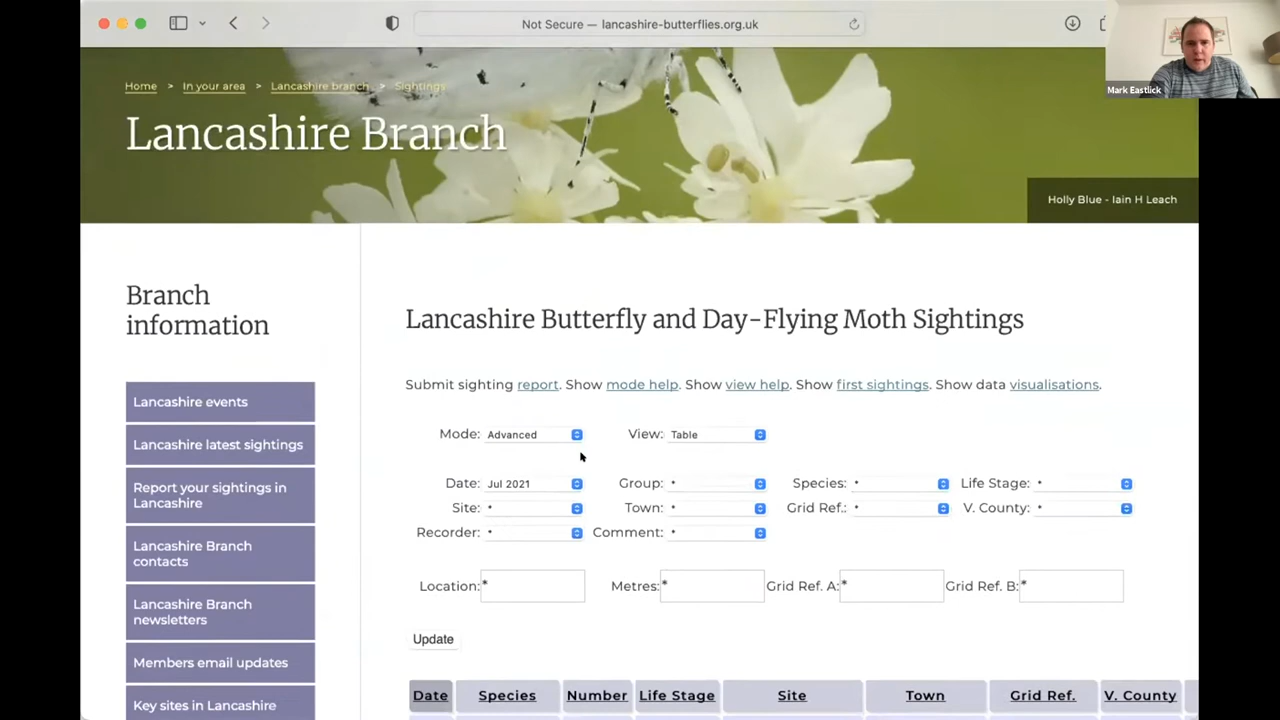 Not Secure — lancashire-butterflies.org.uk
Mark Eastlick
Home > In your area > Lancashire branch > Sightings
Lancashire Branch
Holly Blue - Iain H Leach
Branch
information
Lancashire events
Lancashire latest sightings
Report your sightings in
Lancashire
Lancashire Branch
contacts
Lancashire Branch
newsletters
Members email updates
Key sites in Lancashire
Lancashire Butterfly and Day-Flying Moth Sightings
Submit sighting report. Show mode help. Show view help. Show first sightings. Show data visualisations.
Mode: Advanced View: Table
Date: Jul 2021 Group: * Species: * Life Stage: *
Site: * Town: * Grid Ref.: * V. County: *
Recorder: * Comment: *
Location: * Metres: * Grid Ref. A: * Grid Ref. B: *
Update
Date Species Number Life Stage Site Town Grid Ref. V. County